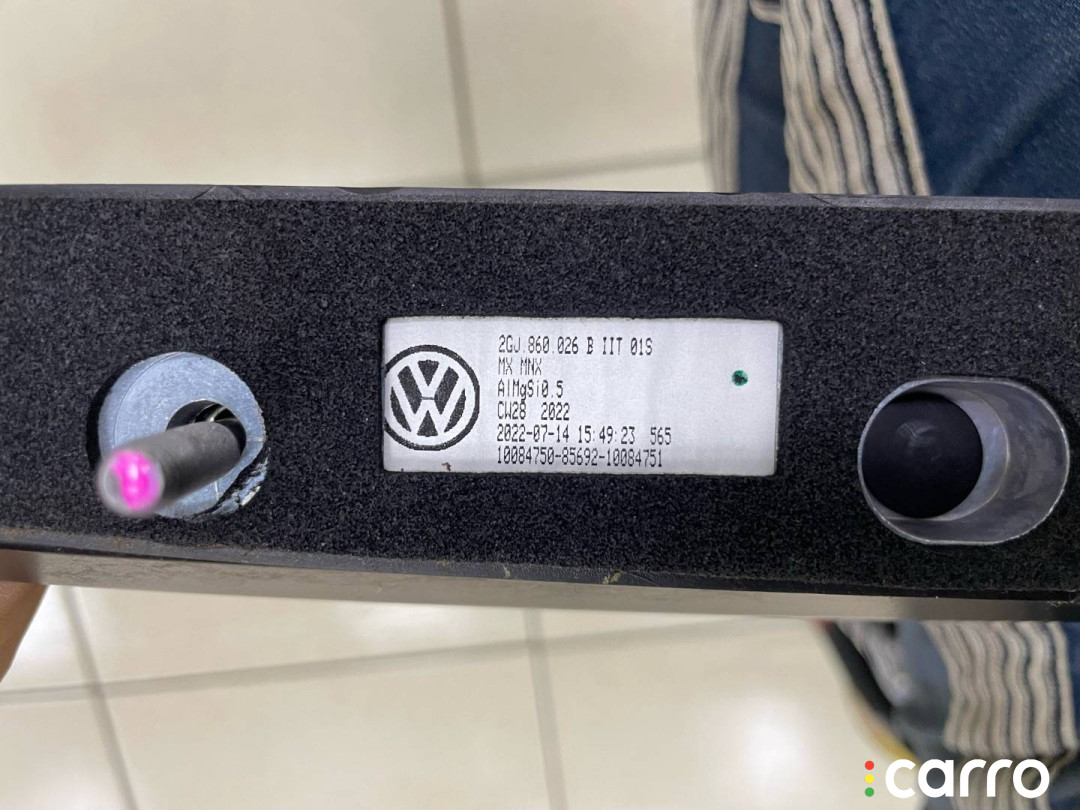 2GJ.860.026 B IIT 01S
MX MNX
AlMgSi0.5
CW28 2022
2022-07-14 15:49:23 565
10084750-85692-10084751
carro